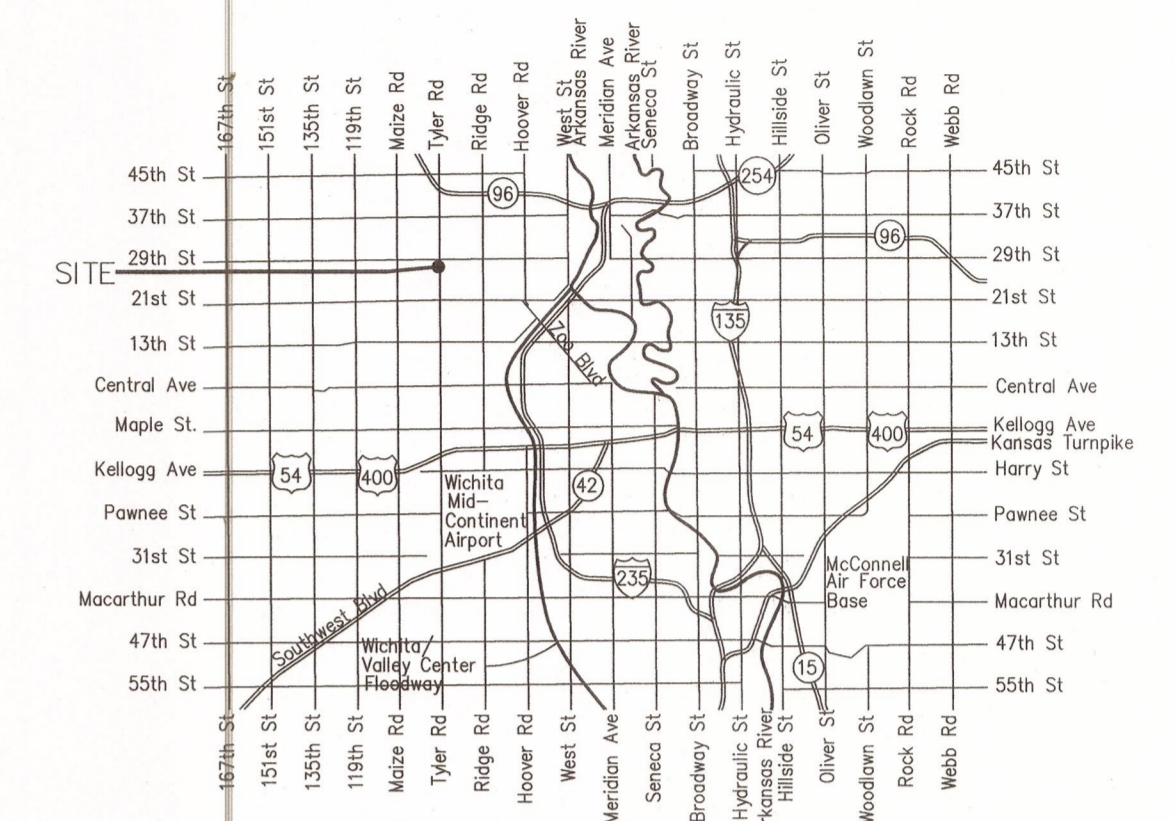 167th St
151st St
135th St
119th St
Maize Rd
Tyler Rd
Ridge Rd
Hoover Rd
West St
Arkansas River
Meridian Ave
Arkansas River
Seneca St
Broadway St
Hydraulic St
Hillside St
Oliver St
Woodlawn St
Rock Rd
Webb Rd
45th St
45th St
254
96
37th St
37th St
96
29th St
29th St
SITE
21st St
21st St
135
13th St
13th St
Zoo Blvd
Central Ave
Central Ave
Maple St.
54
400
Kellogg Ave
Kansas Turnpike
Kellogg Ave
54
400
Harry St
42
Wichita
Mid-
Continent
Airport
Pawnee St
Pawnee St
31st St
31st St
235
McConnell
Air Force
Base
Macarthur Rd
Macarthur Rd
Southwest Blvd
47th St
47th St
Wichita/
Valley Center
Floodway
15
55th St
55th St
167th St
151st St
135th St
119th St
Maize Rd
Tyler Rd
Ridge Rd
Hoover Rd
West St
Meridian Ave
Seneca St
Broadway St
Hydraulic St
rkansas River
Hillside St
Oliver St
Woodlawn St
Rock Rd
Webb Rd